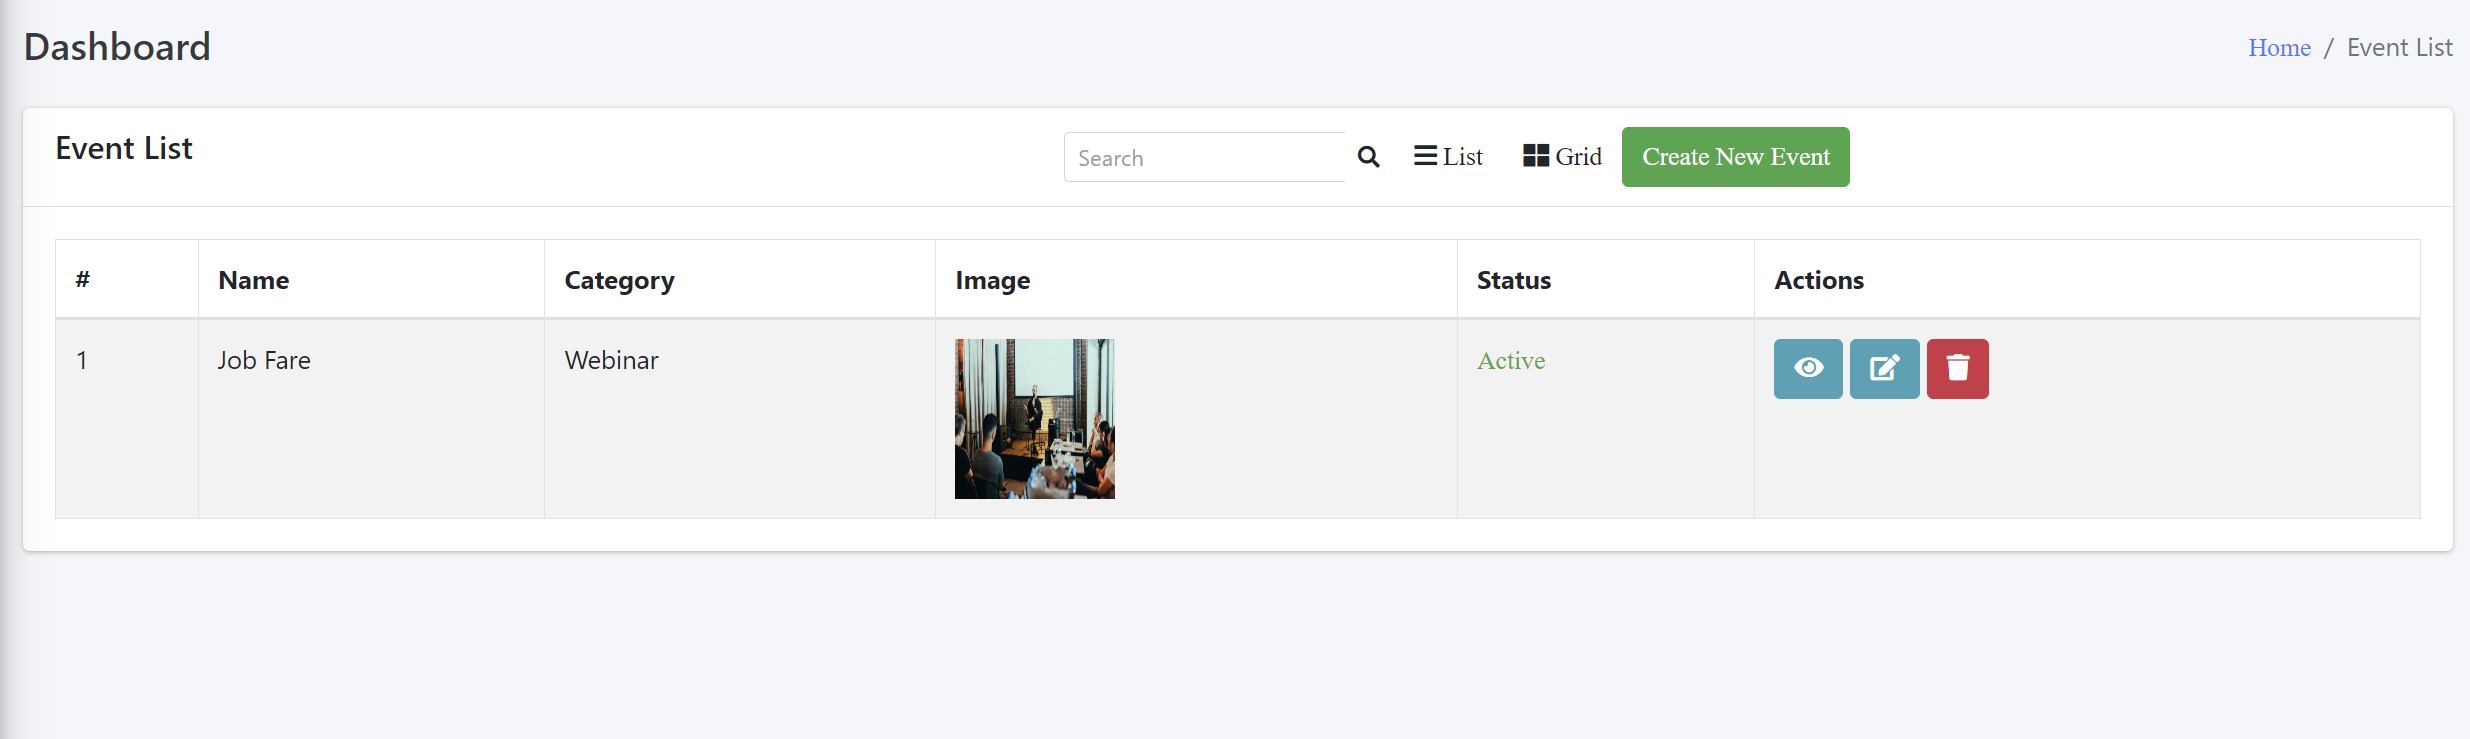 Dashboard
Home / Event List
Event List
Search
List
Grid
Create New Event
# Name Category Image Status Actions
1 Job Fare Webinar Active